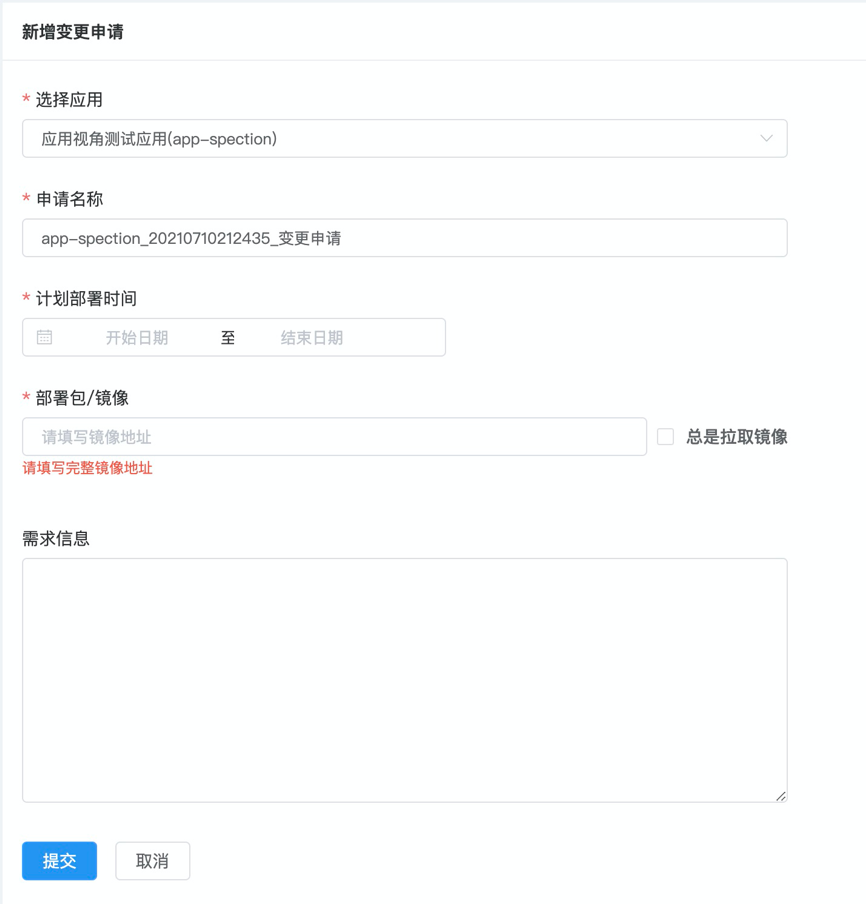 新增变更申请
* 选择应用
应用视角测试应用(app-spection)
* 申请名称
app-spection_20210710212435_变更申请
* 计划部署时间
开始日期 至 结束日期
* 部署包/镜像
请填写镜像地址 总是拉取镜像
请填写完整镜像地址
需求信息
提交 取消